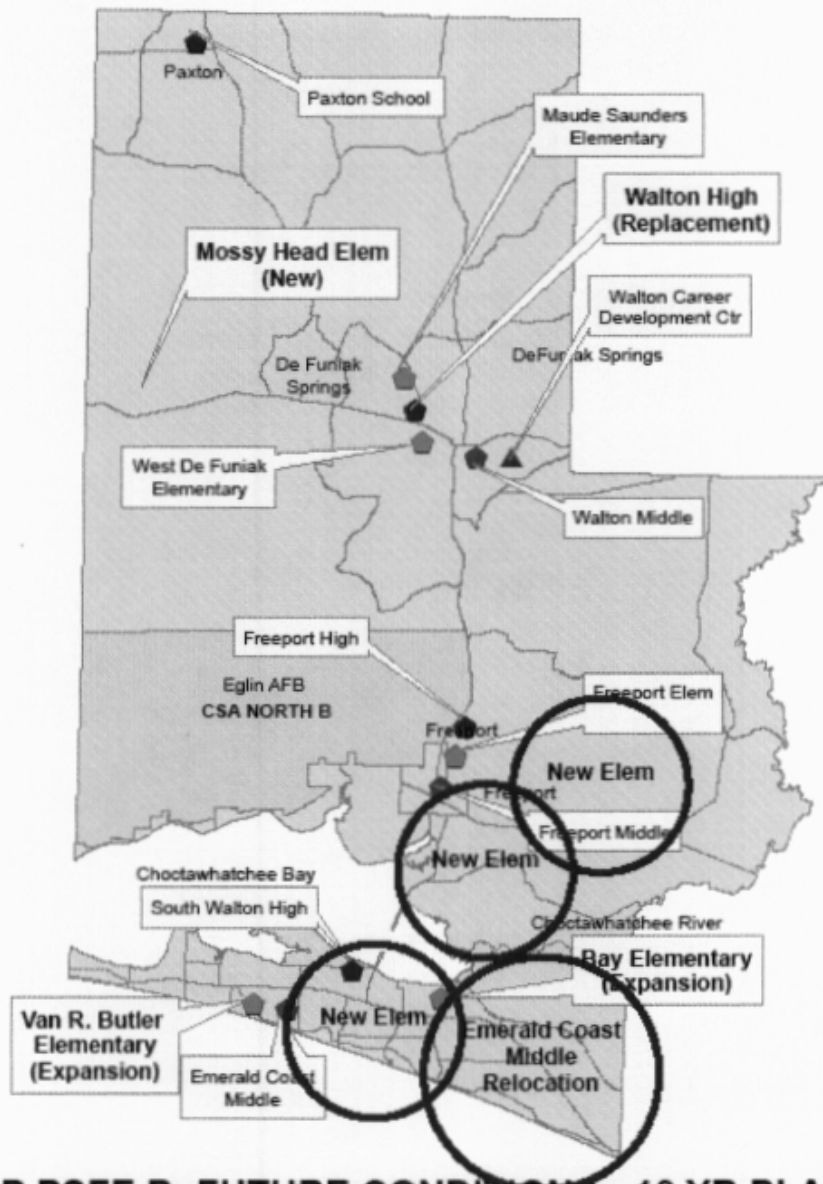 Paxton
Paxton School
Maude Saunders
Elementary
Walton High
(Replacement)
Mossy Head Elem
(New)
Walton Career
Development Ctr
De Funiak
Springs
DeFuniak Springs
West De Funiak
Elementary
Walton Middle
Freeport High
Eglin AFB
CSA NORTH B
Freeport Elem
Freeport
New Elem
Freeport
Freeport Middle
New Elem
Choctawhatchee Bay
South Walton High
Choctawhatchee River
Bay Elementary
(Expansion)
New Elem
Van R. Butler
Elementary
(Expansion)
Emerald Coast
Middle
Emerald Coast
Middle
Relocation